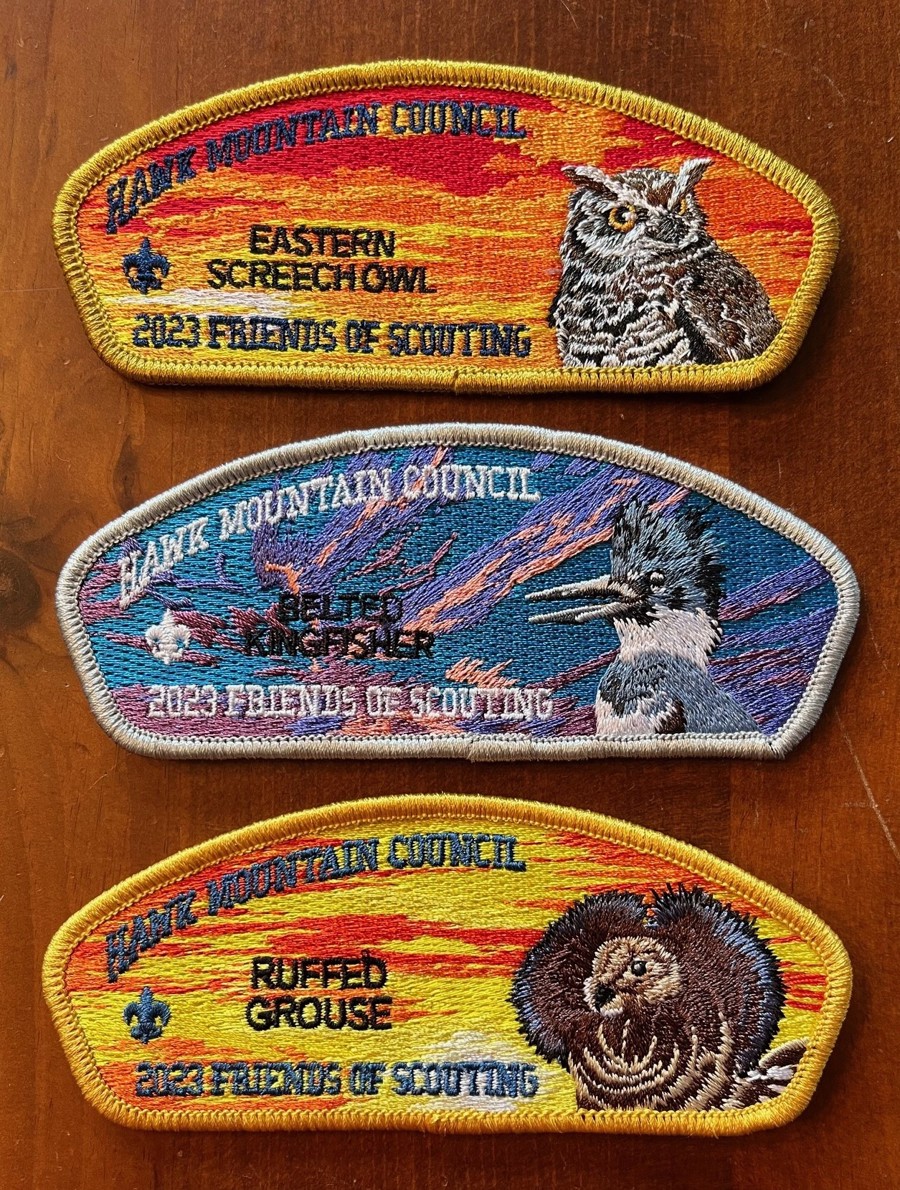 HAWK MOUNTAIN COUNCIL
EASTERN
SCREECH OWL
2023 FRIENDS OF SCOUTING
HAWK MOUNTAIN COUNCIL
BELTED
KINGFISHER
2023 FRIENDS OF SCOUTING
HAWK MOUNTAIN COUNCIL
RUFFED
GROUSE
2023 FRIENDS OF SCOUTING